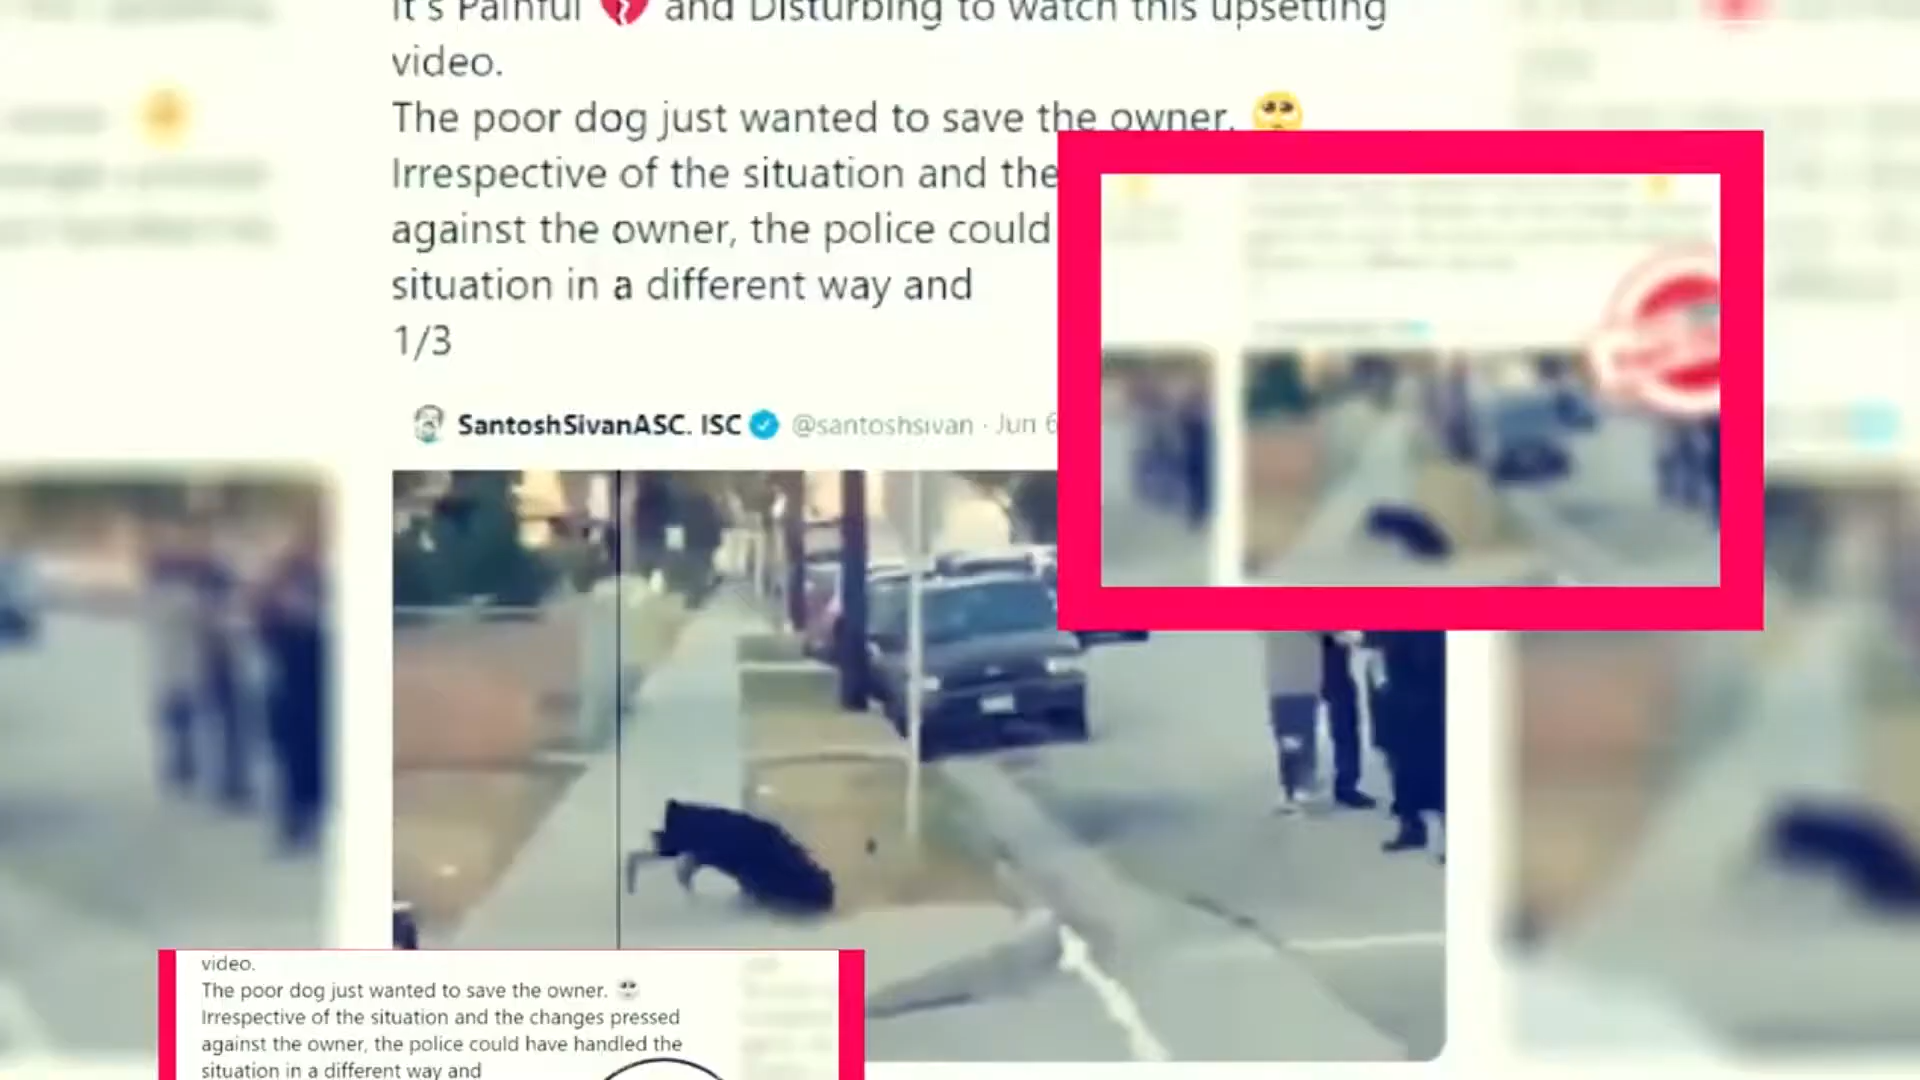 It's Painful 💔 and Disturbing to watch this upsetting
video.
The poor dog just wanted to save the owner. 🥺
Irrespective of the situation and the
against the owner, the police could
situation in a different way and
1/3
SantoshSivanASC. ISC @santoshsivan · Jun 6
video.
The poor dog just wanted to save the owner.
Irrespective of the situation and the changes pressed
against the owner, the police could have handled the
situation in a different way and